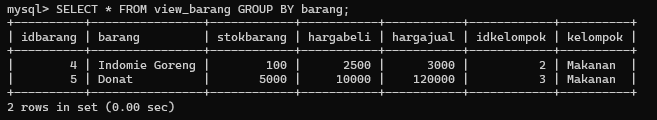 mysql> SELECT * FROM view_barang GROUP BY barang;
+----------+----------------+------------+-----------+-----------+------------+----------+
| idbarang | barang         | stokbarang | hargabeli | hargajual | idkelompok | kelompok |
+----------+----------------+------------+-----------+-----------+------------+----------+
|        4 | Indomie Goreng |        100 |      2500 |      3000 |          2 | Makanan  |
|        5 | Donat          |       5000 |     10000 |    120000 |          3 | Makanan  |
+----------+----------------+------------+-----------+-----------+------------+----------+
2 rows in set (0.00 sec)